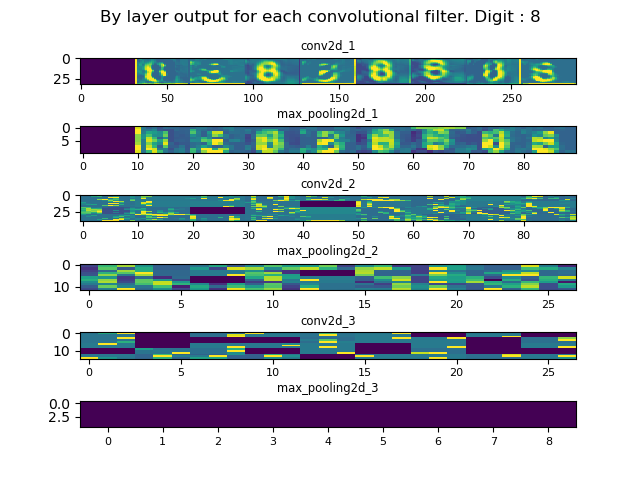 By layer output for each convolutional filter. Digit : 8
conv2d_1
0
25
0 50 100 150 200 250
max_pooling2d_1
0
5
0 10 20 30 40 50 60 70 80
conv2d_2
0
25
0 10 20 30 40 50 60 70 80
max_pooling2d_2
0
10
0 5 10 15 20 25
conv2d_3
0
10
0 5 10 15 20 25
max_pooling2d_3
0.0
2.5
0 1 2 3 4 5 6 7 8